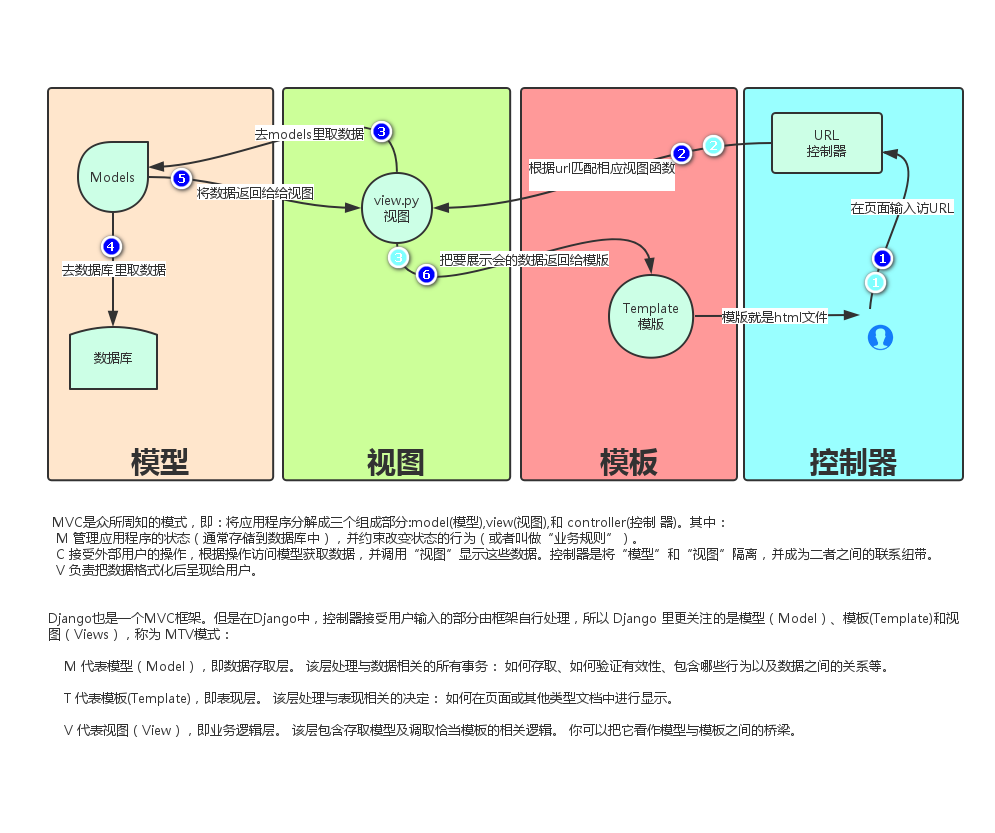 去models里取数据
3
2
2
URL
控制器
Models
5
根据url匹配相应视图函数
将数据返回给给视图
view.py
视图
在页面输入访URL
4
去数据库里取数据
3
6
把要展示会的数据返回给模版
1
1
Template
模版
模版就是html文件
数据库
模型
视图
模板
控制器
MVC是众所周知的模式，即：将应用程序分解成三个组成部分:model(模型),view(视图),和 controller(控制 器)。其中：
M 管理应用程序的状态（通常存储到数据库中），并约束改变状态的行为（或者叫做“业务规则”）。
C 接受外部用户的操作，根据操作访问模型获取数据，并调用“视图”显示这些数据。控制器是将“模型”和“视图”隔离，并成为二者之间的联系纽带。
V 负责把数据格式化后呈现给用户。
Django也是一个MVC框架。但是在Django中，控制器接受用户输入的部分由框架自行处理，所以 Django 里更关注的是模型（Model）、模板(Template)和视
图（Views），称为 MTV模式：
M 代表模型（Model），即数据存取层。 该层处理与数据相关的所有事务： 如何存取、如何验证有效性、包含哪些行为以及数据之间的关系等。
T 代表模板(Template)，即表现层。 该层处理与表现相关的决定： 如何在页面或其他类型文档中进行显示。
V 代表视图（View），即业务逻辑层。 该层包含存取模型及调取恰当模板的相关逻辑。 你可以把它看作模型与模板之间的桥梁。